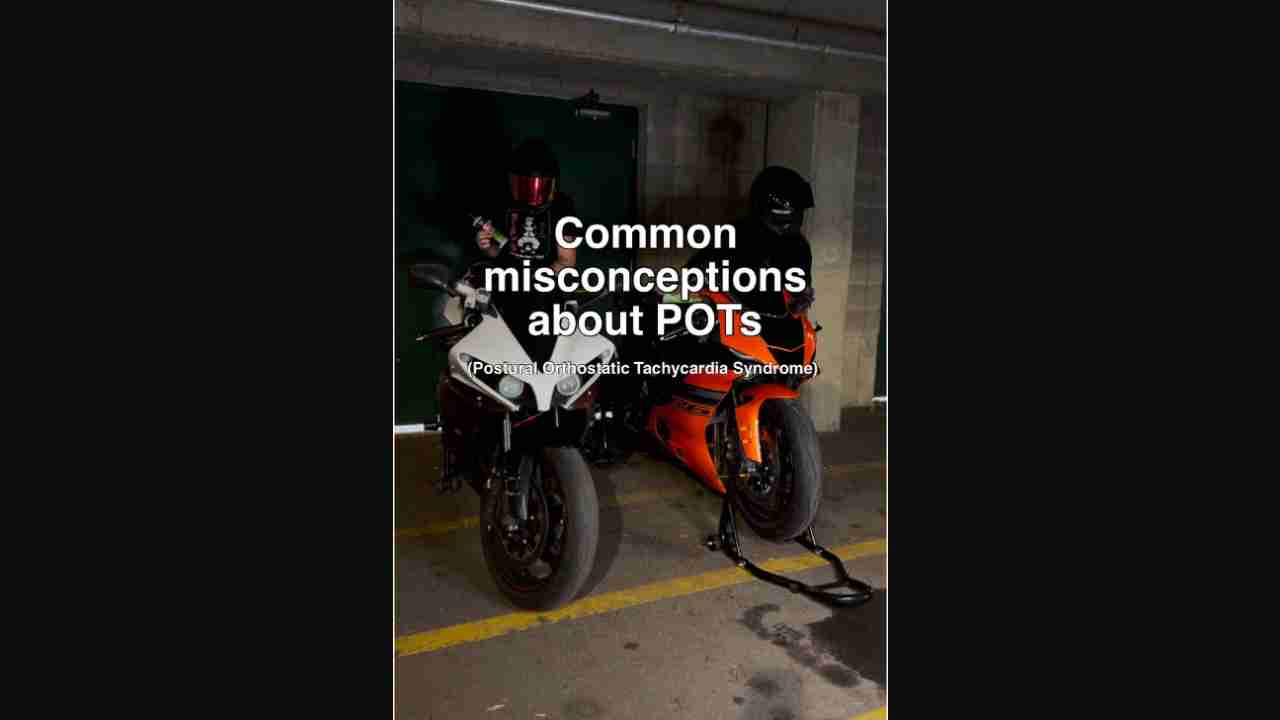 Common
misconceptions
about POTs
(Postural Orthostatic Tachycardia Syndrome)